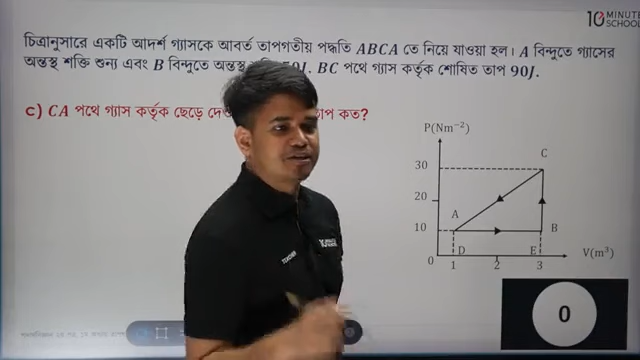 10 MINUTE SCHOOL
চিত্রানুসারে একটি আদর্শ গ্যাসকে আবর্ত তাপগতীয় পদ্ধতি ABCA তে নিয়ে যাওয়া হল। A বিন্দুতে গ্যাসের
অন্তস্থ শক্তি শুন্য এবং B বিন্দুতে অন্তস্থ 50J. BC পথে গ্যাস কর্তৃক শোষিত তাপ 90J.
c) CA পথে গ্যাস কর্তৃক ছেড়ে তাপ কত?
P(Nm⁻²)
C
30
20
A
10
B
D
E
V(m³)
0
1
2
3
0